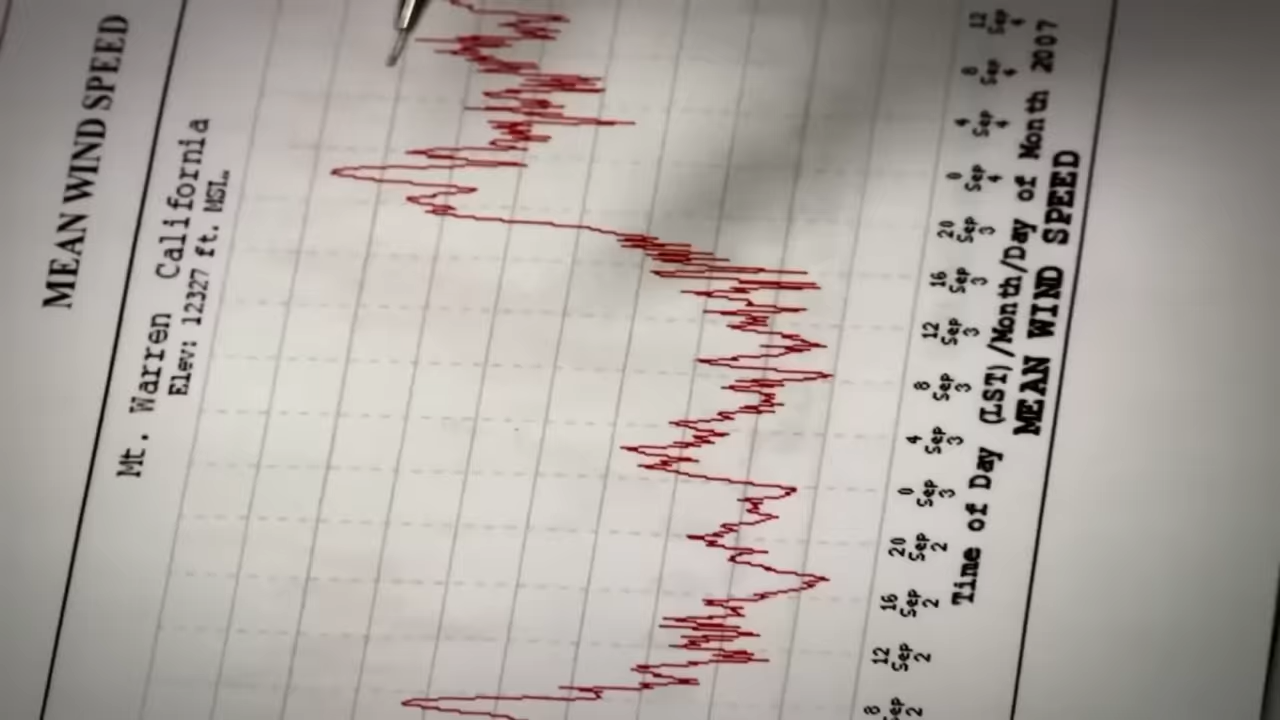 MEAN WIND SPEED
Mt. Warren California
Elev: 12327 ft. MSL.
8 12 16 20 0 4 8 12 16 20 0 4 8 12
Sep Sep Sep Sep Sep Sep Sep Sep Sep Sep Sep Sep Sep Sep
2 2 2 2 3 3 3 3 3 3 4 4 4 4
Time of Day (LST)/Month/Day of Month 2007
MEAN WIND SPEED